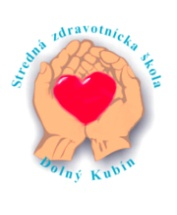 Stredná zdravotnícka škola
Dolný Kubín